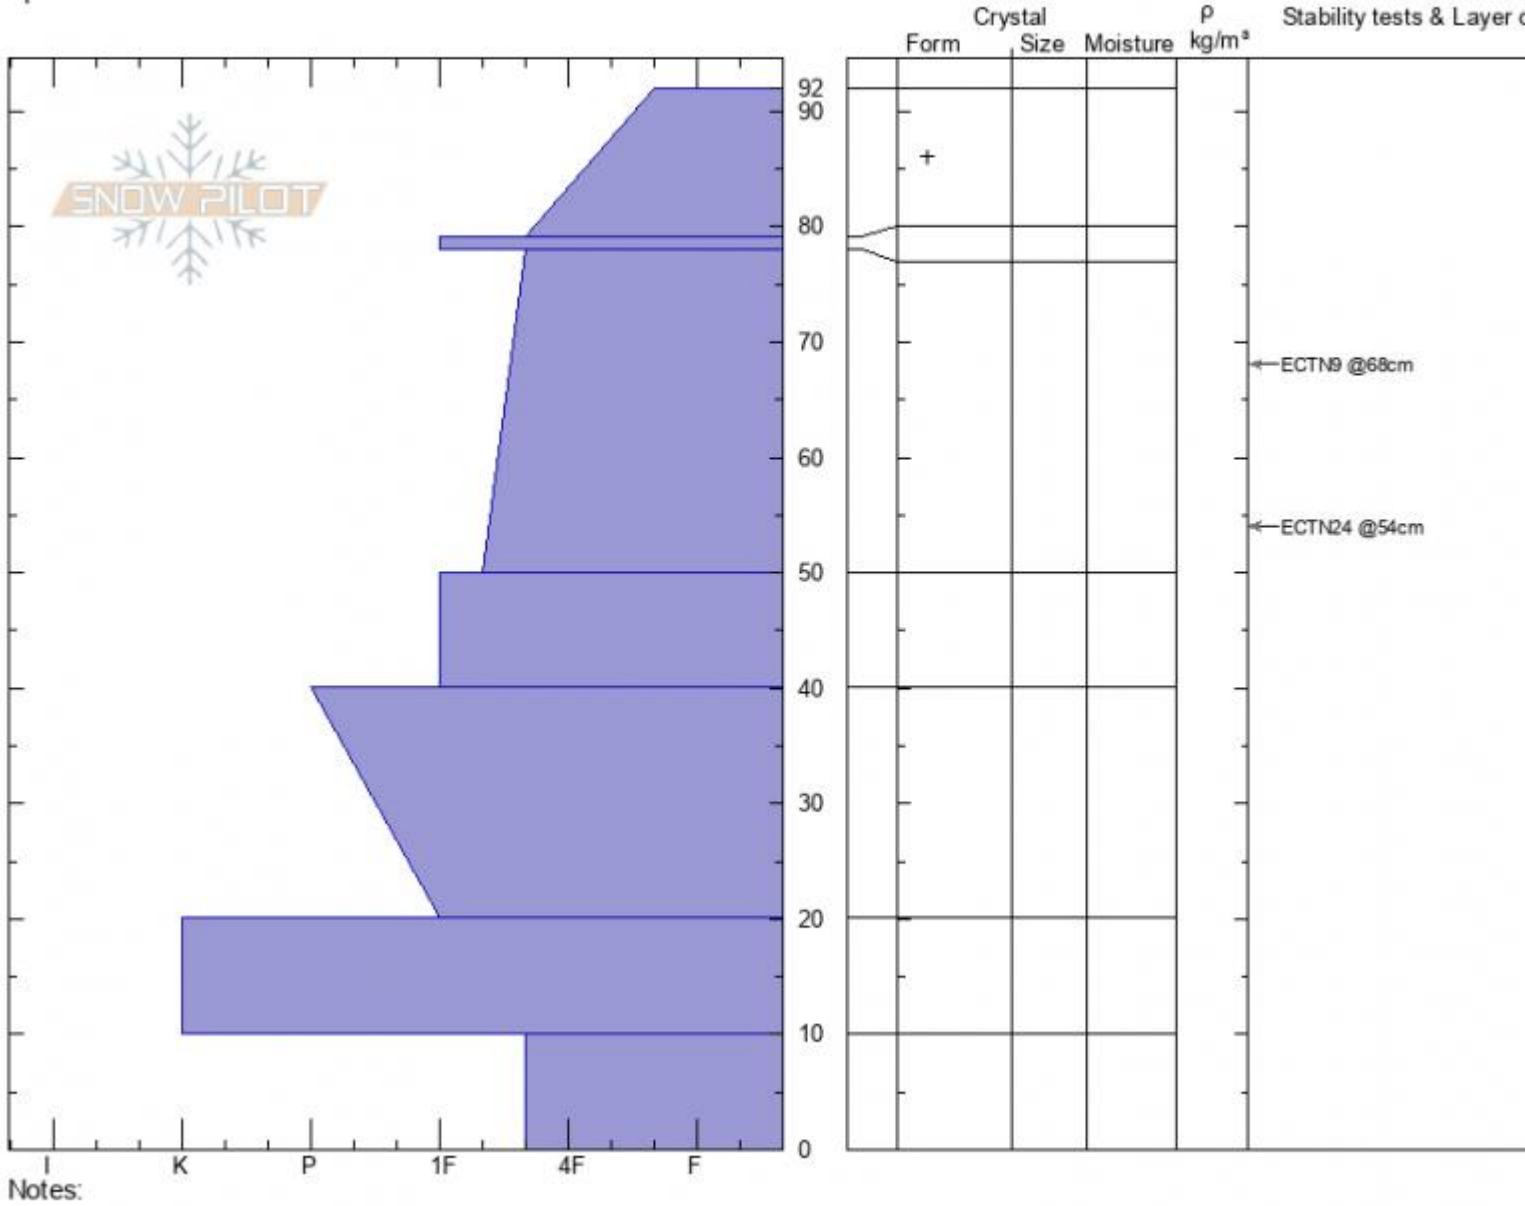 Crystal ρ Stability tests & Layer
Form Size Moisture kg/m³
SNOW PILOT
92
90
+
80
70
ECTN9 @68cm
60
ECTN24 @54cm
50
40
30
20
10
0
I K P 1F 4F F
Notes: